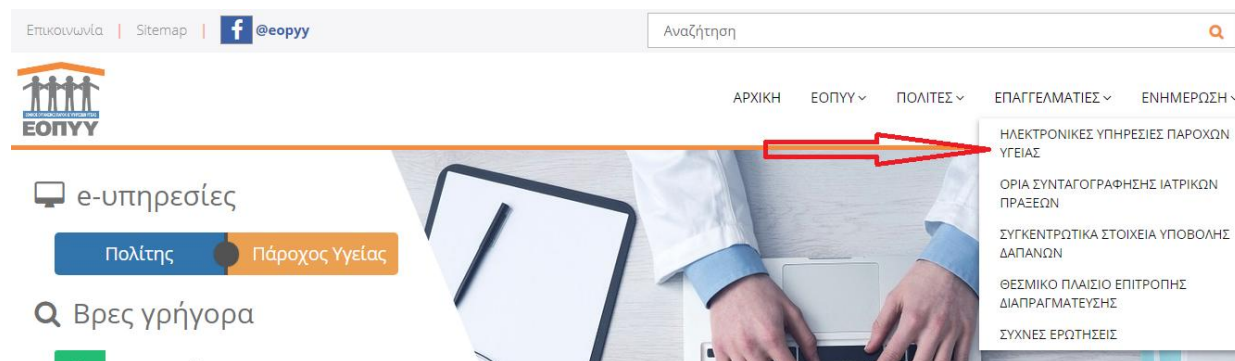 Επικοινωνία | Sitemap | f @eopyy
Αναζήτηση
ΕΟΠΥΥ
ΑΡΧΙΚΗ ΕΟΠΥΥ ΠΟΛΙΤΕΣ ΕΠΑΓΓΕΛΜΑΤΙΕΣ ΕΝΗΜΕΡΩΣΗ
ΗΛΕΚΤΡΟΝΙΚΕΣ ΥΠΗΡΕΣΙΕΣ ΠΑΡΟΧΩΝ
ΥΓΕΙΑΣ
ΟΡΙΑ ΣΥΝΤΑΓΟΓΡΑΦΗΣΗΣ ΙΑΤΡΙΚΩΝ
ΠΡΑΞΕΩΝ
ΣΥΓΚΕΝΤΡΩΤΙΚΑ ΣΤΟΙΧΕΙΑ ΥΠΟΒΟΛΗΣ
ΔΑΠΑΝΩΝ
ΘΕΣΜΙΚΟ ΠΛΑΙΣΙΟ ΕΠΙΤΡΟΠΗΣ
ΔΙΑΠΡΑΓΜΑΤΕΥΣΗΣ
ΣΥΧΝΕΣ ΕΡΩΤΗΣΕΙΣ
e-υπηρεσίες
Πολίτης Πάροχος Υγείας
Βρες γρήγορα